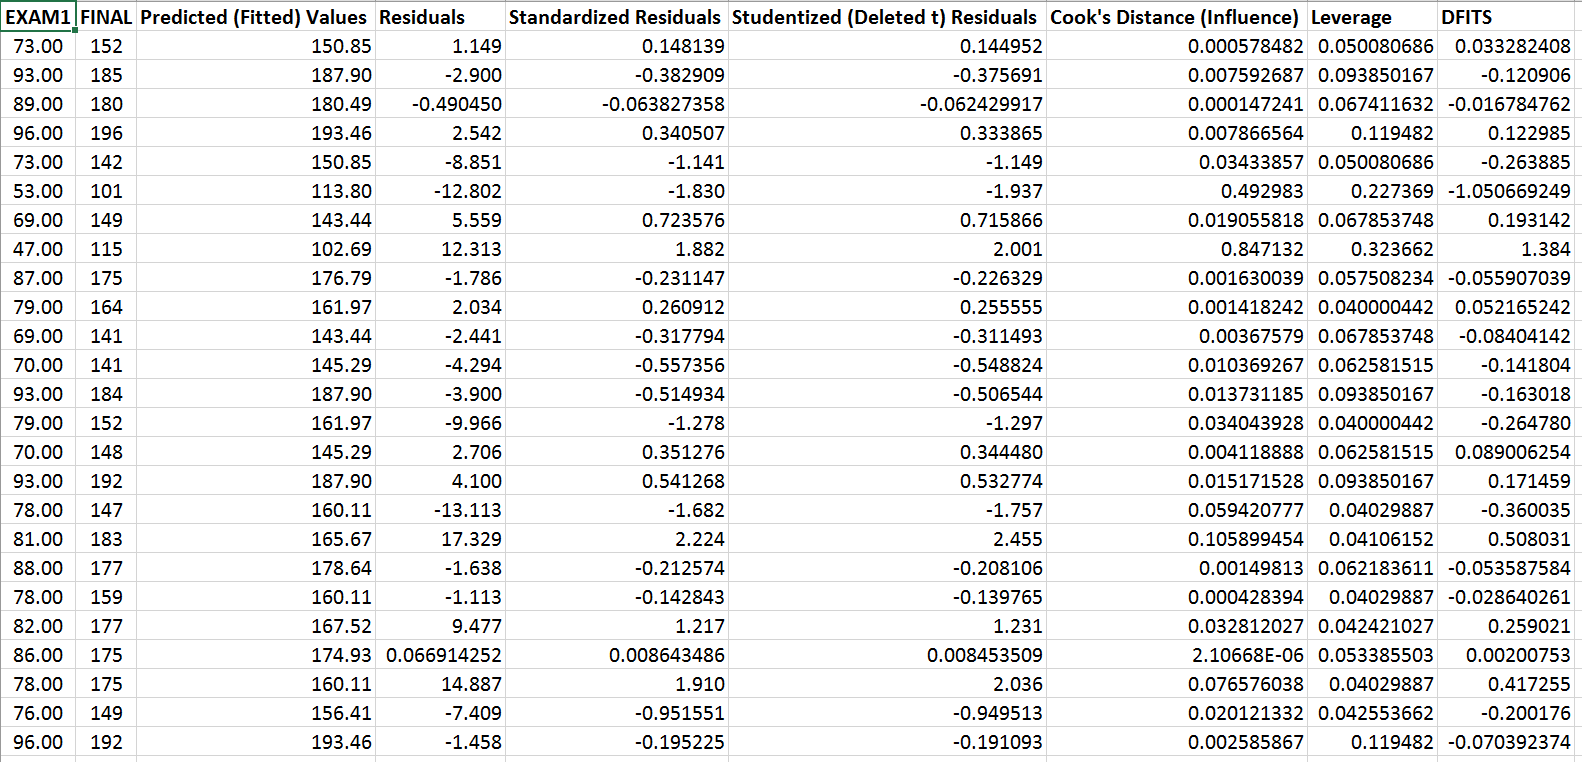 EXAM1 FINAL Predicted (Fitted) Values Residuals Standardized Residuals Studentized (Deleted t) Residuals Cook's Distance (Influence) Leverage DFITS
73.00 152 150.85 1.149 0.148139 0.144952 0.000578482 0.050080686 0.033282408
93.00 185 187.90 -2.900 -0.382909 -0.375691 0.007592687 0.093850167 -0.120906
89.00 180 180.49 -0.490450 -0.063827358 -0.062429917 0.000147241 0.067411632 -0.016784762
96.00 196 193.46 2.542 0.340507 0.333865 0.007866564 0.119482 0.122985
73.00 142 150.85 -8.851 -1.141 -1.149 0.03433857 0.050080686 -0.263885
53.00 101 113.80 -12.802 -1.830 -1.937 0.492983 0.227369 -1.050669249
69.00 149 143.44 5.559 0.723576 0.715866 0.019055818 0.067853748 0.193142
47.00 115 102.69 12.313 1.882 2.001 0.847132 0.323662 1.384
87.00 175 176.79 -1.786 -0.231147 -0.226329 0.001630039 0.057508234 -0.055907039
79.00 164 161.97 2.034 0.260912 0.255555 0.001418242 0.040000442 0.052165242
69.00 141 143.44 -2.441 -0.317794 -0.311493 0.00367579 0.067853748 -0.08404142
70.00 141 145.29 -4.294 -0.557356 -0.548824 0.010369267 0.062581515 -0.141804
93.00 184 187.90 -3.900 -0.514934 -0.506544 0.013731185 0.093850167 -0.163018
79.00 152 161.97 -9.966 -1.278 -1.297 0.034043928 0.040000442 -0.264780
70.00 148 145.29 2.706 0.351276 0.344480 0.004118888 0.062581515 0.089006254
93.00 192 187.90 4.100 0.541268 0.532774 0.015171528 0.093850167 0.171459
78.00 147 160.11 -13.113 -1.682 -1.757 0.059420777 0.04029887 -0.360035
81.00 183 165.67 17.329 2.224 2.455 0.105899454 0.04106152 0.508031
88.00 177 178.64 -1.638 -0.212574 -0.208106 0.00149813 0.062183611 -0.053587584
78.00 159 160.11 -1.113 -0.142843 -0.139765 0.000428394 0.04029887 -0.028640261
82.00 177 167.52 9.477 1.217 1.231 0.032812027 0.042421027 0.259021
86.00 175 174.93 0.066914252 0.008643486 0.008453509 2.10668E-06 0.053385503 0.00200753
78.00 175 160.11 14.887 1.910 2.036 0.076576038 0.04029887 0.417255
76.00 149 156.41 -7.409 -0.951551 -0.949513 0.020121332 0.042553662 -0.200176
96.00 192 193.46 -1.458 -0.195225 -0.191093 0.002585867 0.119482 -0.070392374